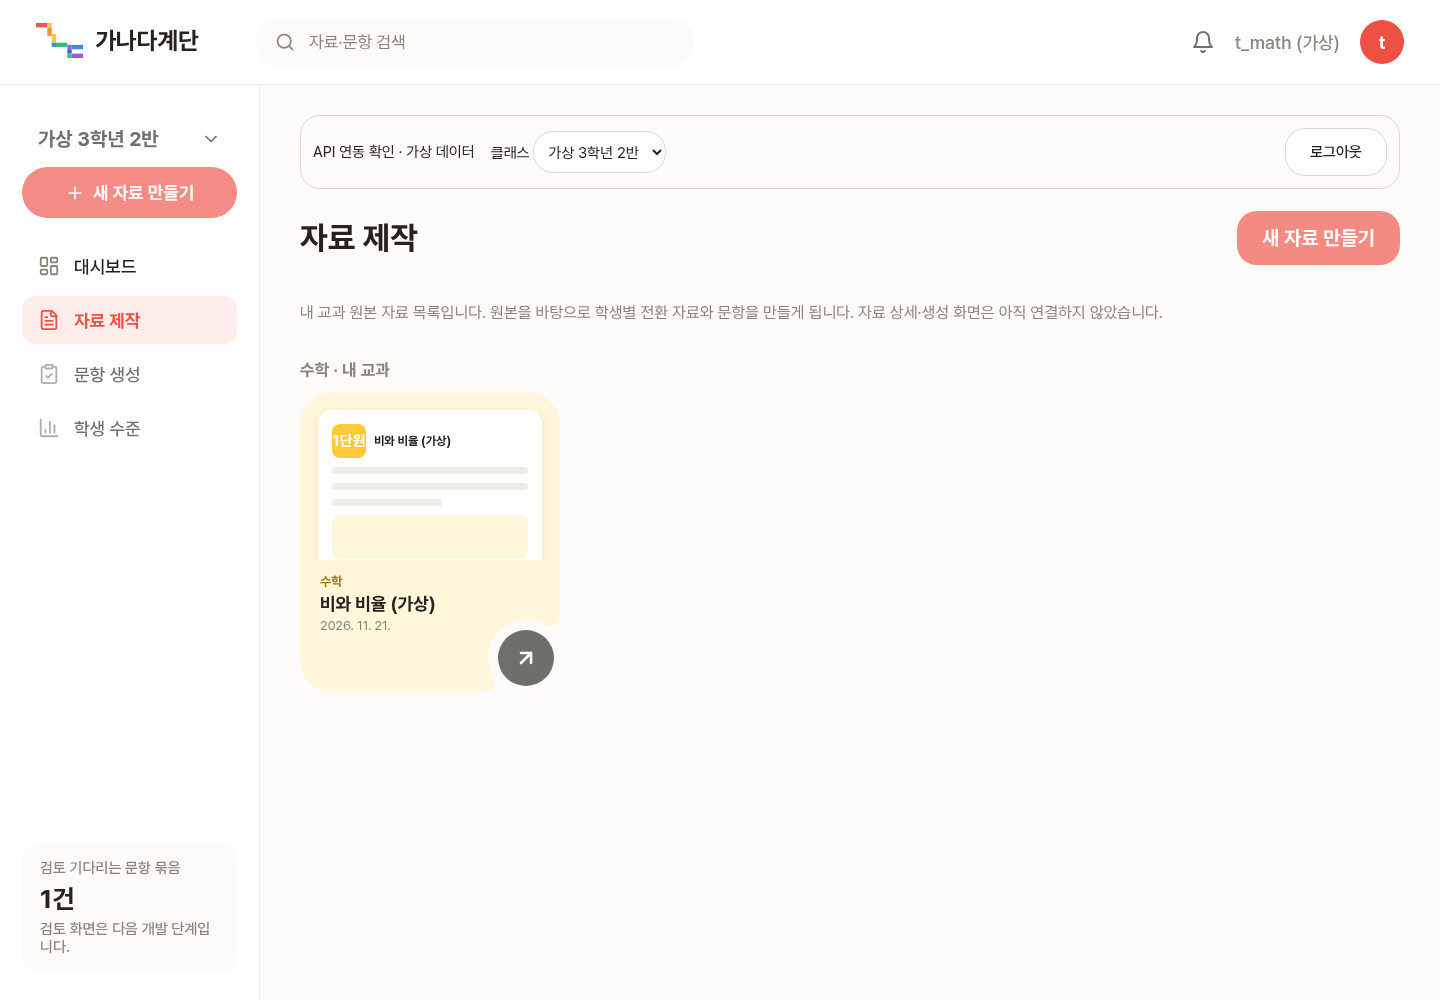 가나다계단
자료·문항 검색
t_math (가상)
t
가상 3학년 2반
새 자료 만들기
대시보드
자료 제작
문항 생성
학생 수준
검토 기다리는 문항 묶음
1건
검토 화면은 다음 개발 단계입
니다.
API 연동 확인 · 가상 데이터
클래스
가상 3학년 2반
로그아웃
자료 제작
새 자료 만들기
내 교과 원본 자료 목록입니다. 원본을 바탕으로 학생별 전환 자료와 문항을 만들게 됩니다. 자료 상세·생성 화면은 아직 연결하지 않았습니다.
수학 · 내 교과
1단원
비와 비율 (가상)
수학
비와 비율 (가상)
2026. 11. 21.